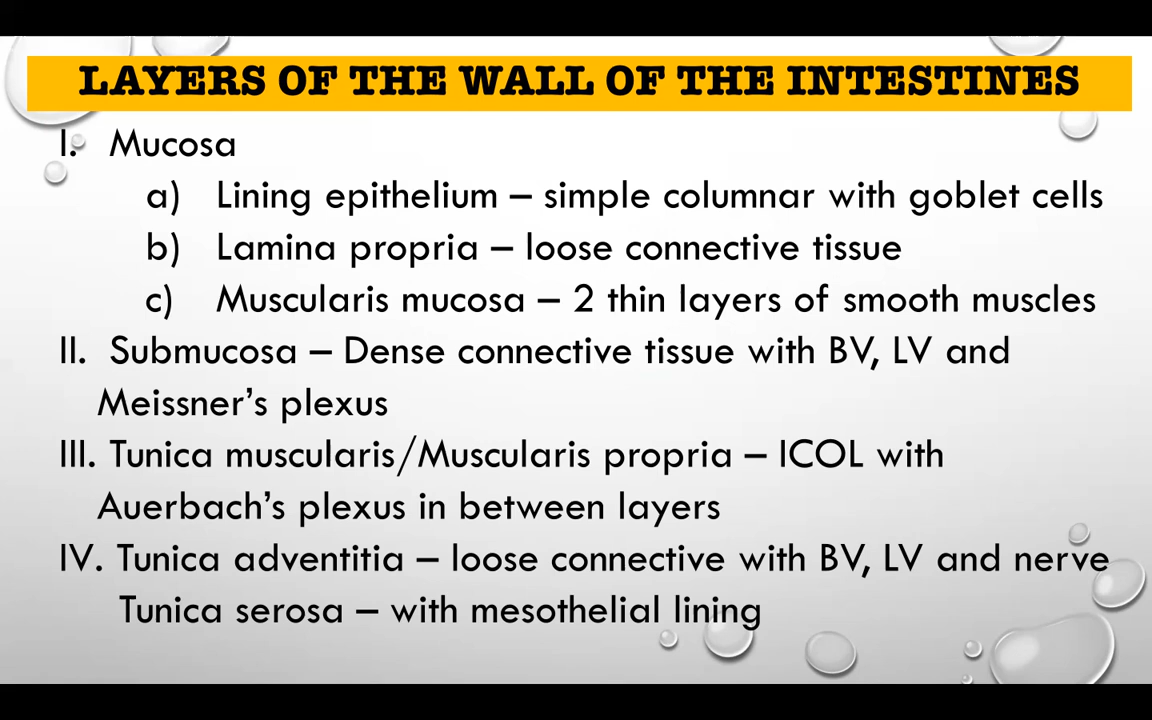 LAYERS OF THE WALL OF THE INTESTINES
I. Mucosa
a) Lining epithelium – simple columnar with goblet cells
b) Lamina propria – loose connective tissue
c) Muscularis mucosa – 2 thin layers of smooth muscles
II. Submucosa – Dense connective tissue with BV, LV and
Meissner’s plexus
III. Tunica muscularis/Muscularis propria – ICOL with
Auerbach’s plexus in between layers
IV. Tunica adventitia – loose connective with BV, LV and nerve
Tunica serosa – with mesothelial lining